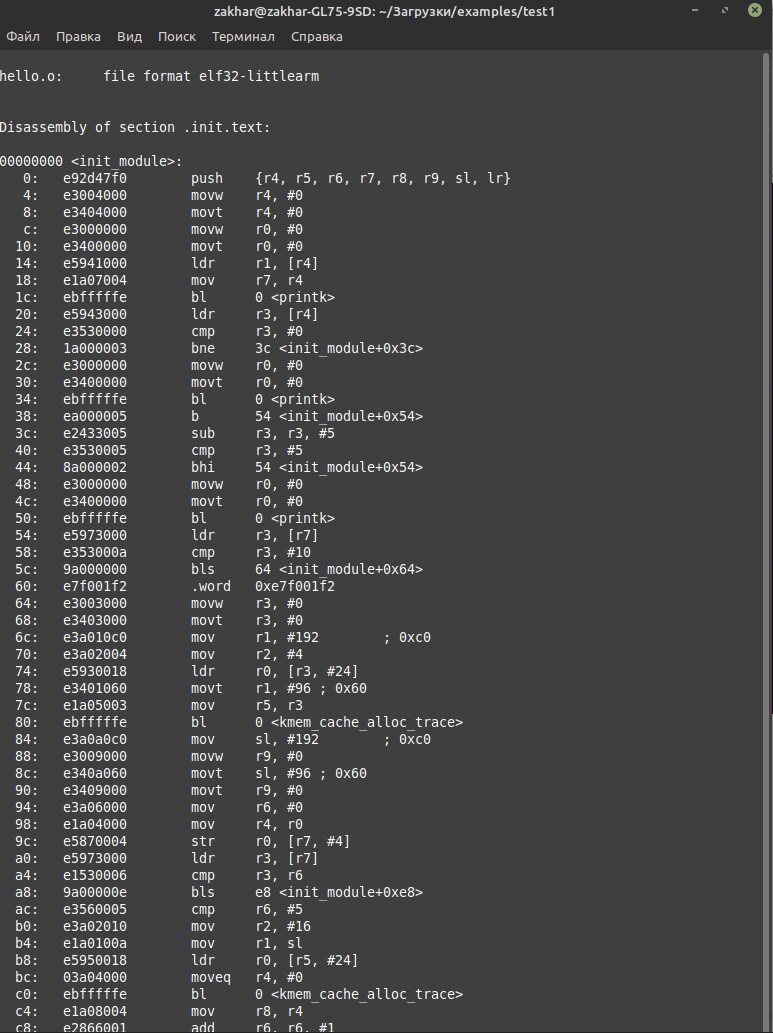 zakhar@zakhar-GL75-9SD: ~/Загрузки/examples/test1
Файл Правка Вид Поиск Терминал Справка
hello.o:     file format elf32-littlearm
Disassembly of section .init.text:
00000000 <init_module>:
   0:	e92d47f0 	push	{r4, r5, r6, r7, r8, r9, sl, lr}
   4:	e3004000 	movw	r4, #0
   8:	e3404000 	movt	r4, #0
   c:	e3000000 	movw	r0, #0
  10:	e3400000 	movt	r0, #0
  14:	e5941000 	ldr	r1, [r4]
  18:	e1a07004 	mov	r7, r4
  1c:	ebfffffe 	bl	0 <printk>
  20:	e5943000 	ldr	r3, [r4]
  24:	e3530000 	cmp	r3, #0
  28:	1a000003 	bne	3c <init_module+0x3c>
  2c:	e3000000 	movw	r0, #0
  30:	e3400000 	movt	r0, #0
  34:	ebfffffe 	bl	0 <printk>
  38:	ea000005 	b	54 <init_module+0x54>
  3c:	e2433005 	sub	r3, r3, #5
  40:	e3530005 	cmp	r3, #5
  44:	8a000002 	bhi	54 <init_module+0x54>
  48:	e3000000 	movw	r0, #0
  4c:	e3400000 	movt	r0, #0
  50:	ebfffffe 	bl	0 <printk>
  54:	e5973000 	ldr	r3, [r7]
  58:	e353000a 	cmp	r3, #10
  5c:	9a000000 	bls	64 <init_module+0x64>
  60:	e7f001f2 	.word	0xe7f001f2
  64:	e3003000 	movw	r3, #0
  68:	e3403000 	movt	r3, #0
  6c:	e3a010c0 	mov	r1, #192	; 0xc0
  70:	e3a02004 	mov	r2, #4
  74:	e5930018 	ldr	r0, [r3, #24]
  78:	e3401060 	movt	r1, #96	; 0x60
  7c:	e1a05003 	mov	r5, r3
  80:	ebfffffe 	bl	0 <kmem_cache_alloc_trace>
  84:	e3a0a0c0 	mov	sl, #192	; 0xc0
  88:	e3009000 	movw	r9, #0
  8c:	e340a060 	movt	sl, #96	; 0x60
  90:	e3409000 	movt	r9, #0
  94:	e3a06000 	mov	r6, #0
  98:	e1a04000 	mov	r4, r0
  9c:	e5870004 	str	r0, [r7, #4]
  a0:	e5973000 	ldr	r3, [r7]
  a4:	e1530006 	cmp	r3, r6
  a8:	9a00000e 	bls	e8 <init_module+0xe8>
  ac:	e3560005 	cmp	r6, #5
  b0:	e3a02010 	mov	r2, #16
  b4:	e1a0100a 	mov	r1, sl
  b8:	e5950018 	ldr	r0, [r5, #24]
  bc:	03a04000 	moveq	r4, #0
  c0:	ebfffffe 	bl	0 <kmem_cache_alloc_trace>
  c4:	e1a08004 	mov	r8, r4
  c8:	e2866001 	add	r6, r6, #1